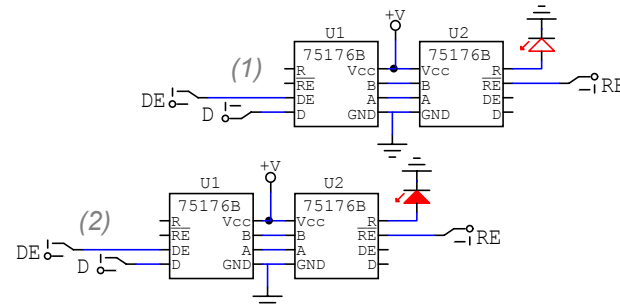 +V
U1 U2
75176B 75176B
(1)
R Vcc Vcc R
RE B B RE
DE DE A A DE
D D GND GND D
RE
+V
U1 U2
75176B 75176B
(2)
R Vcc Vcc R
RE B B RE RE
DE DE A A DE
D D GND GND D